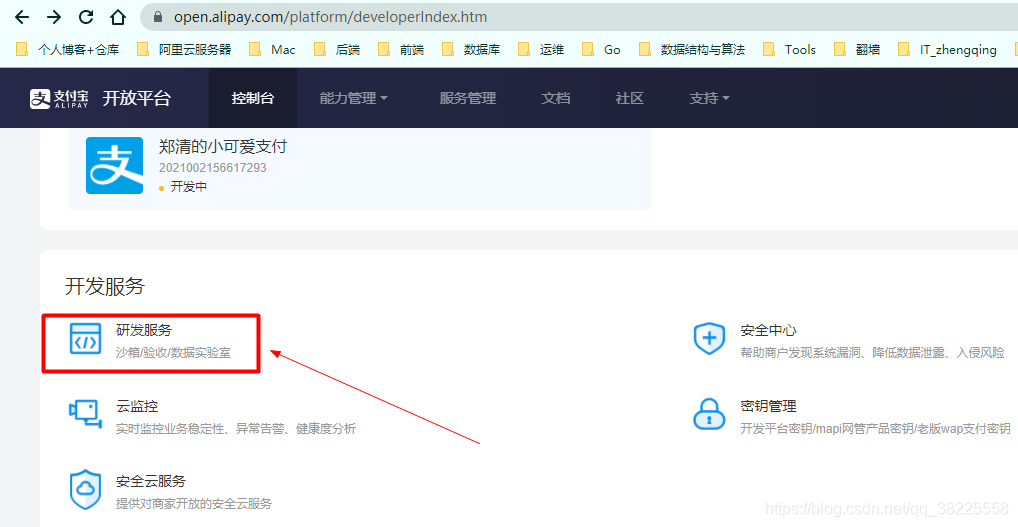 open.alipay.com/platform/developerIndex.htm
个人博客+仓库 阿里云服务器 Mac 后端 前端 数据库 运维 Go 数据结构与算法 Tools 翻墙 IT_zhengqing
支 支付宝 ALIPAY 开放平台 控制台 能力管理 服务管理 文档 社区 支持
支 郑清的小可爱支付
2021002156617293
开发中
开发服务
研发服务
沙箱/验收/数据实验室
安全中心
帮助商户发现系统漏洞、降低数据泄露、入侵风险
云监控
实时监控业务稳定性、异常告警、健康度分析
密钥管理
开发平台密钥/mapi网管产品密钥/老版wap支付密钥
安全云服务
提供对商家开放的安全云服务
https://blog.csdn.net/qq_38225558